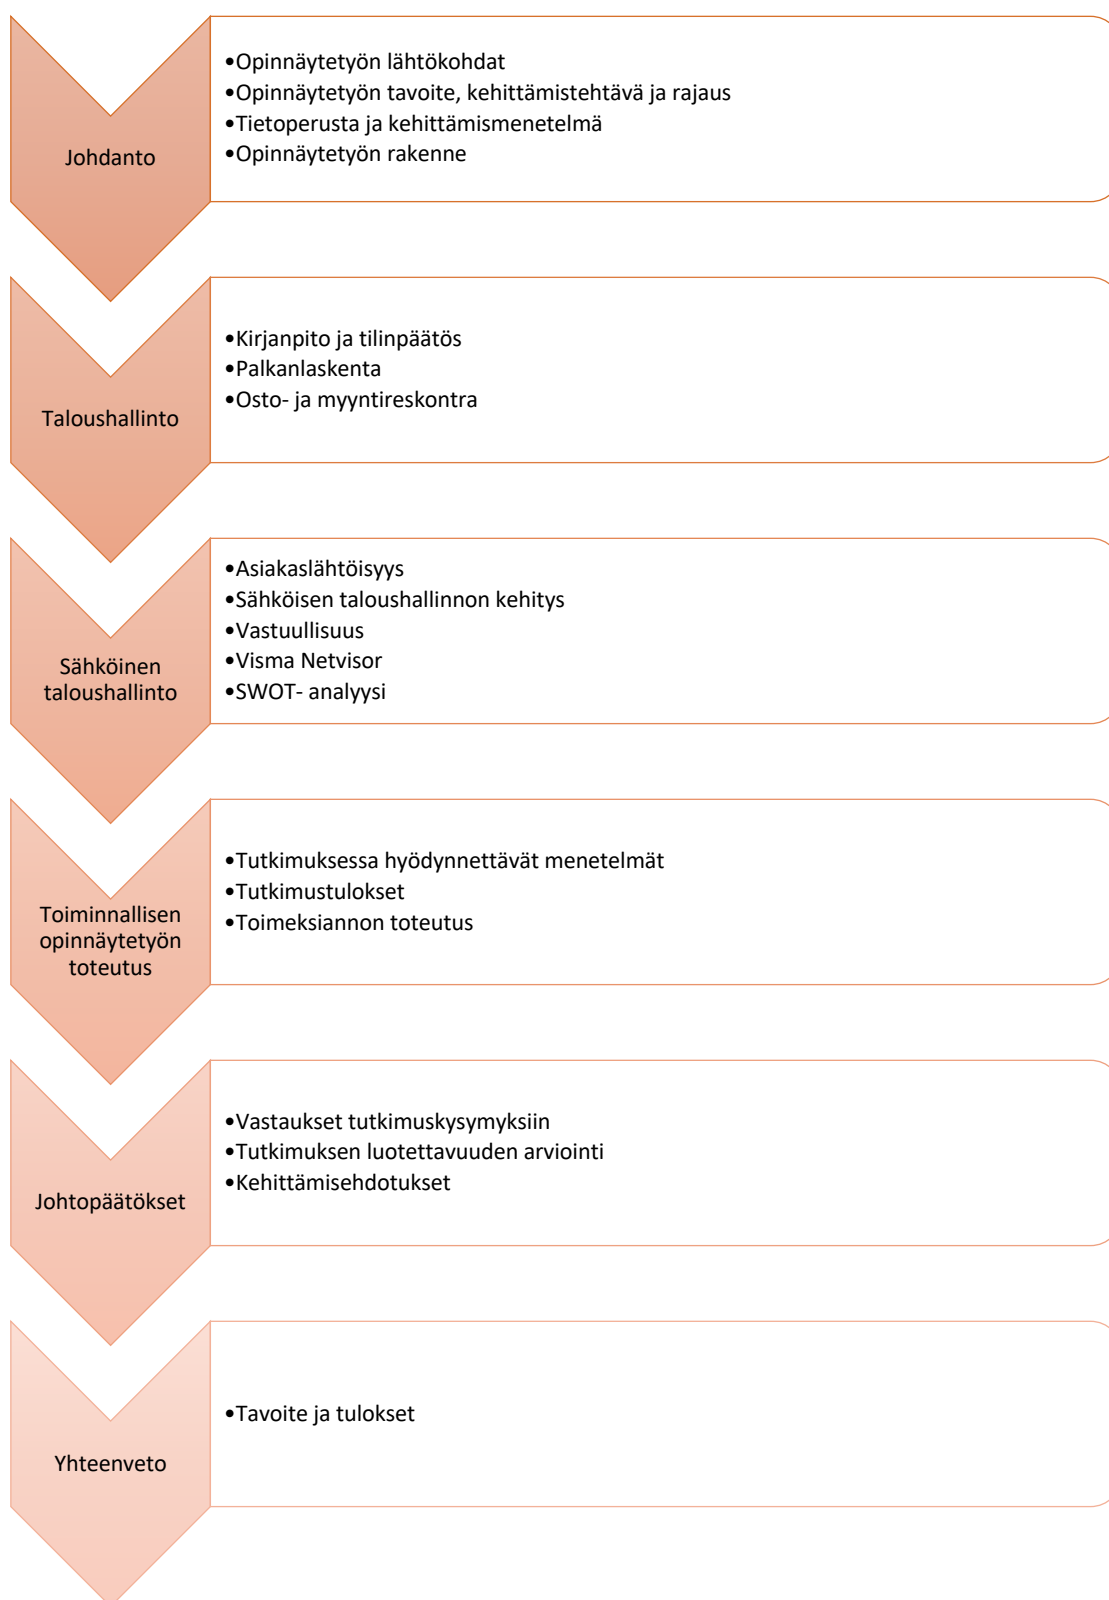 Johdanto
•Opinnäytetyön lähtökohdat
•Opinnäytetyön tavoite, kehittämistehtävä ja rajaus
•Tietoperusta ja kehittämismenetelmä
•Opinnäytetyön rakenne
Taloushallinto
•Kirjanpito ja tilinpäätös
•Palkanlaskenta
•Osto- ja myyntireskontra
Sähköinen
taloushallinto
•Asiakaslähtöisyys
•Sähköisen taloushallinnon kehitys
•Vastuullisuus
•Visma Netvisor
•SWOT- analyysi
Toiminnallisen
opinnäytetyön
toteutus
•Tutkimuksessa hyödynnettävät menetelmät
•Tutkimustulokset
•Toimeksiannon toteutus
Johtopäätökset
•Vastaukset tutkimuskysymyksiin
•Tutkimuksen luotettavuuden arviointi
•Kehittämisehdotukset
Yhteenveto
•Tavoite ja tulokset